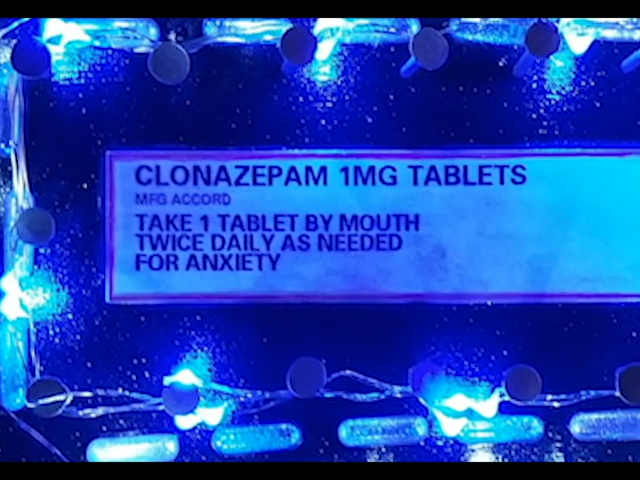 CLONAZEPAM 1MG TABLETS
MFG ACCORD
TAKE 1 TABLET BY MOUTH
TWICE DAILY AS NEEDED
FOR ANXIETY